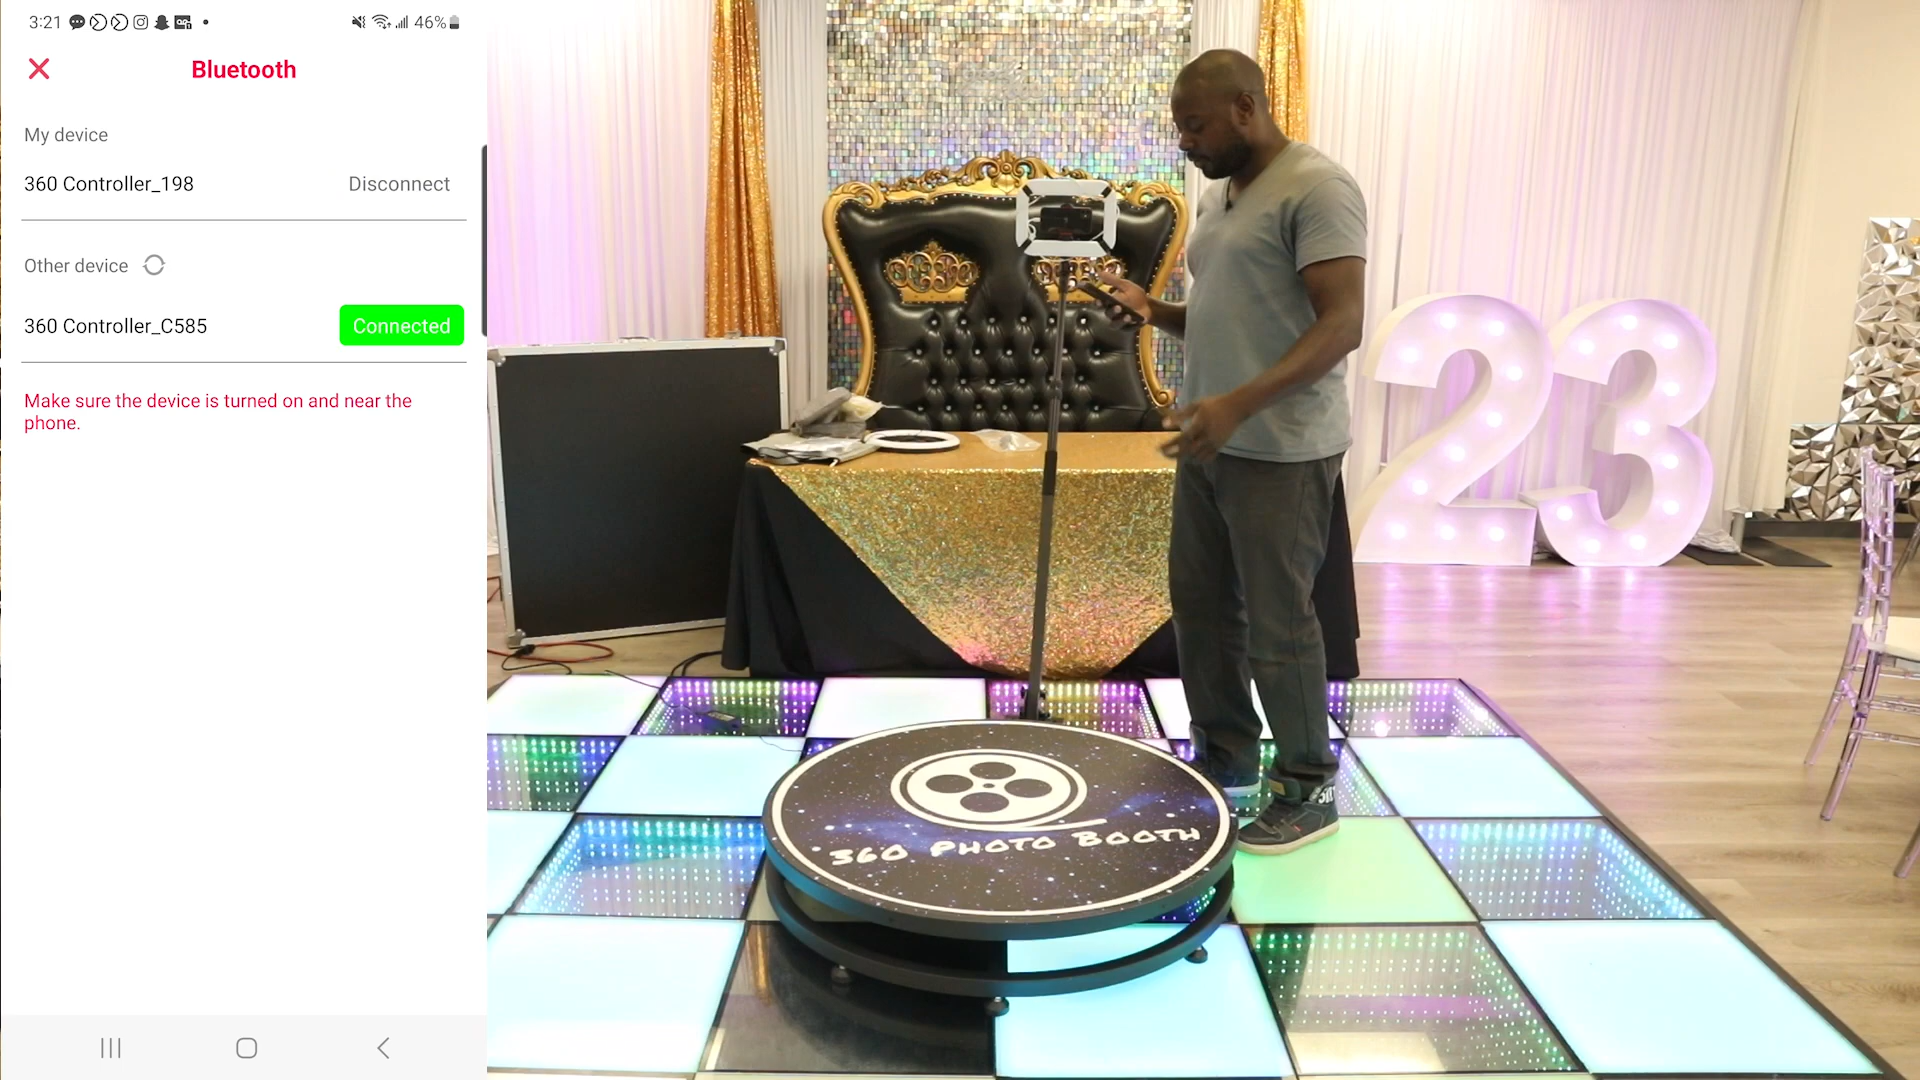 3:21
46%
Bluetooth
My device
360 Controller_198
Disconnect
Other device
360 Controller_C585
Connected
Make sure the device is turned on and near the
phone.
23
360 PHOTO BOOTH